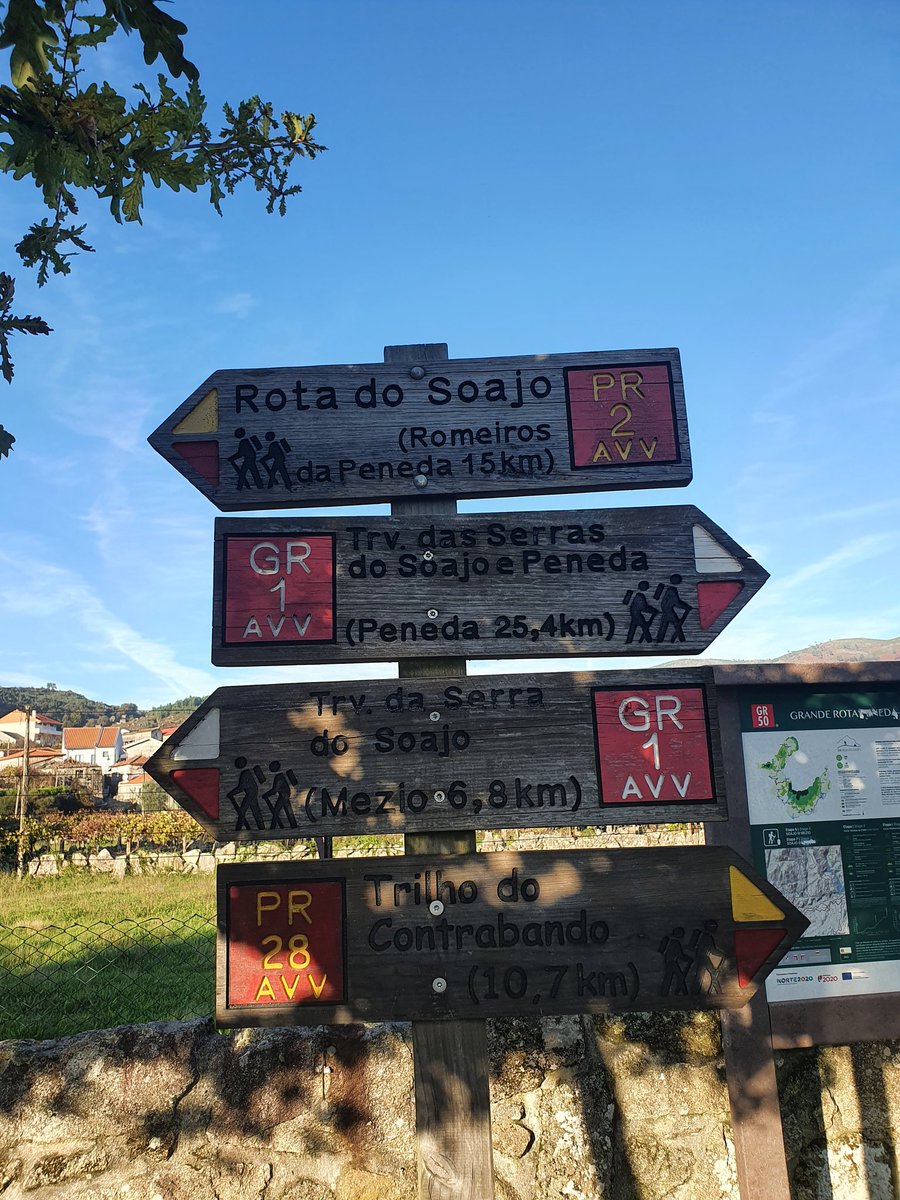 Rota do Soajo
(Romeiros
da Peneda 15km)
PR
2
AVV
GR
1
AVV
Trv. das Serras
do Soajo e Peneda
(Peneda 25,4km)
Trv. da Serra
do Soajo
(Mezio 6,8km)
GR
1
AVV
PR
28
AVV
Trilho do
Contrabando
(10,7km)
GR
50
NORTE2020
2020